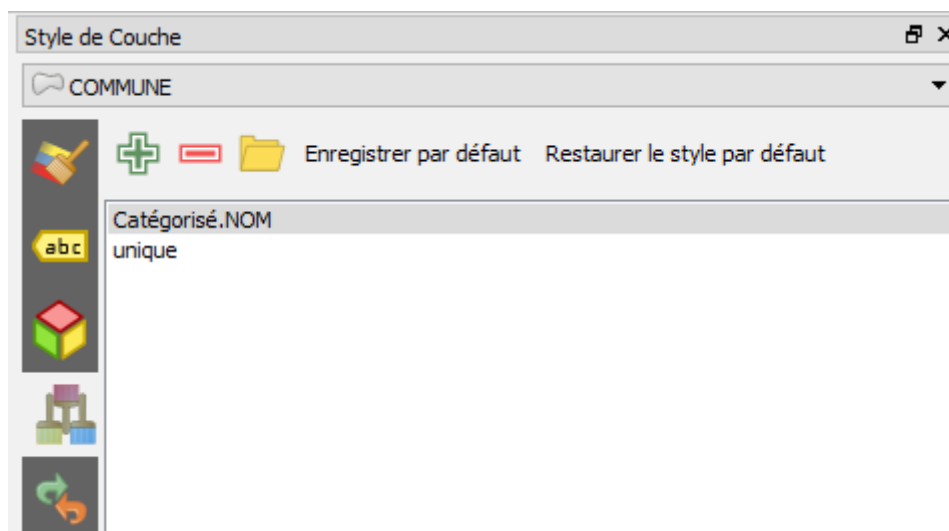 Style de Couche
COMMUNE
Enregistrer par défaut Restaurer le style par défaut
Catégorisé.NOM
abc
unique